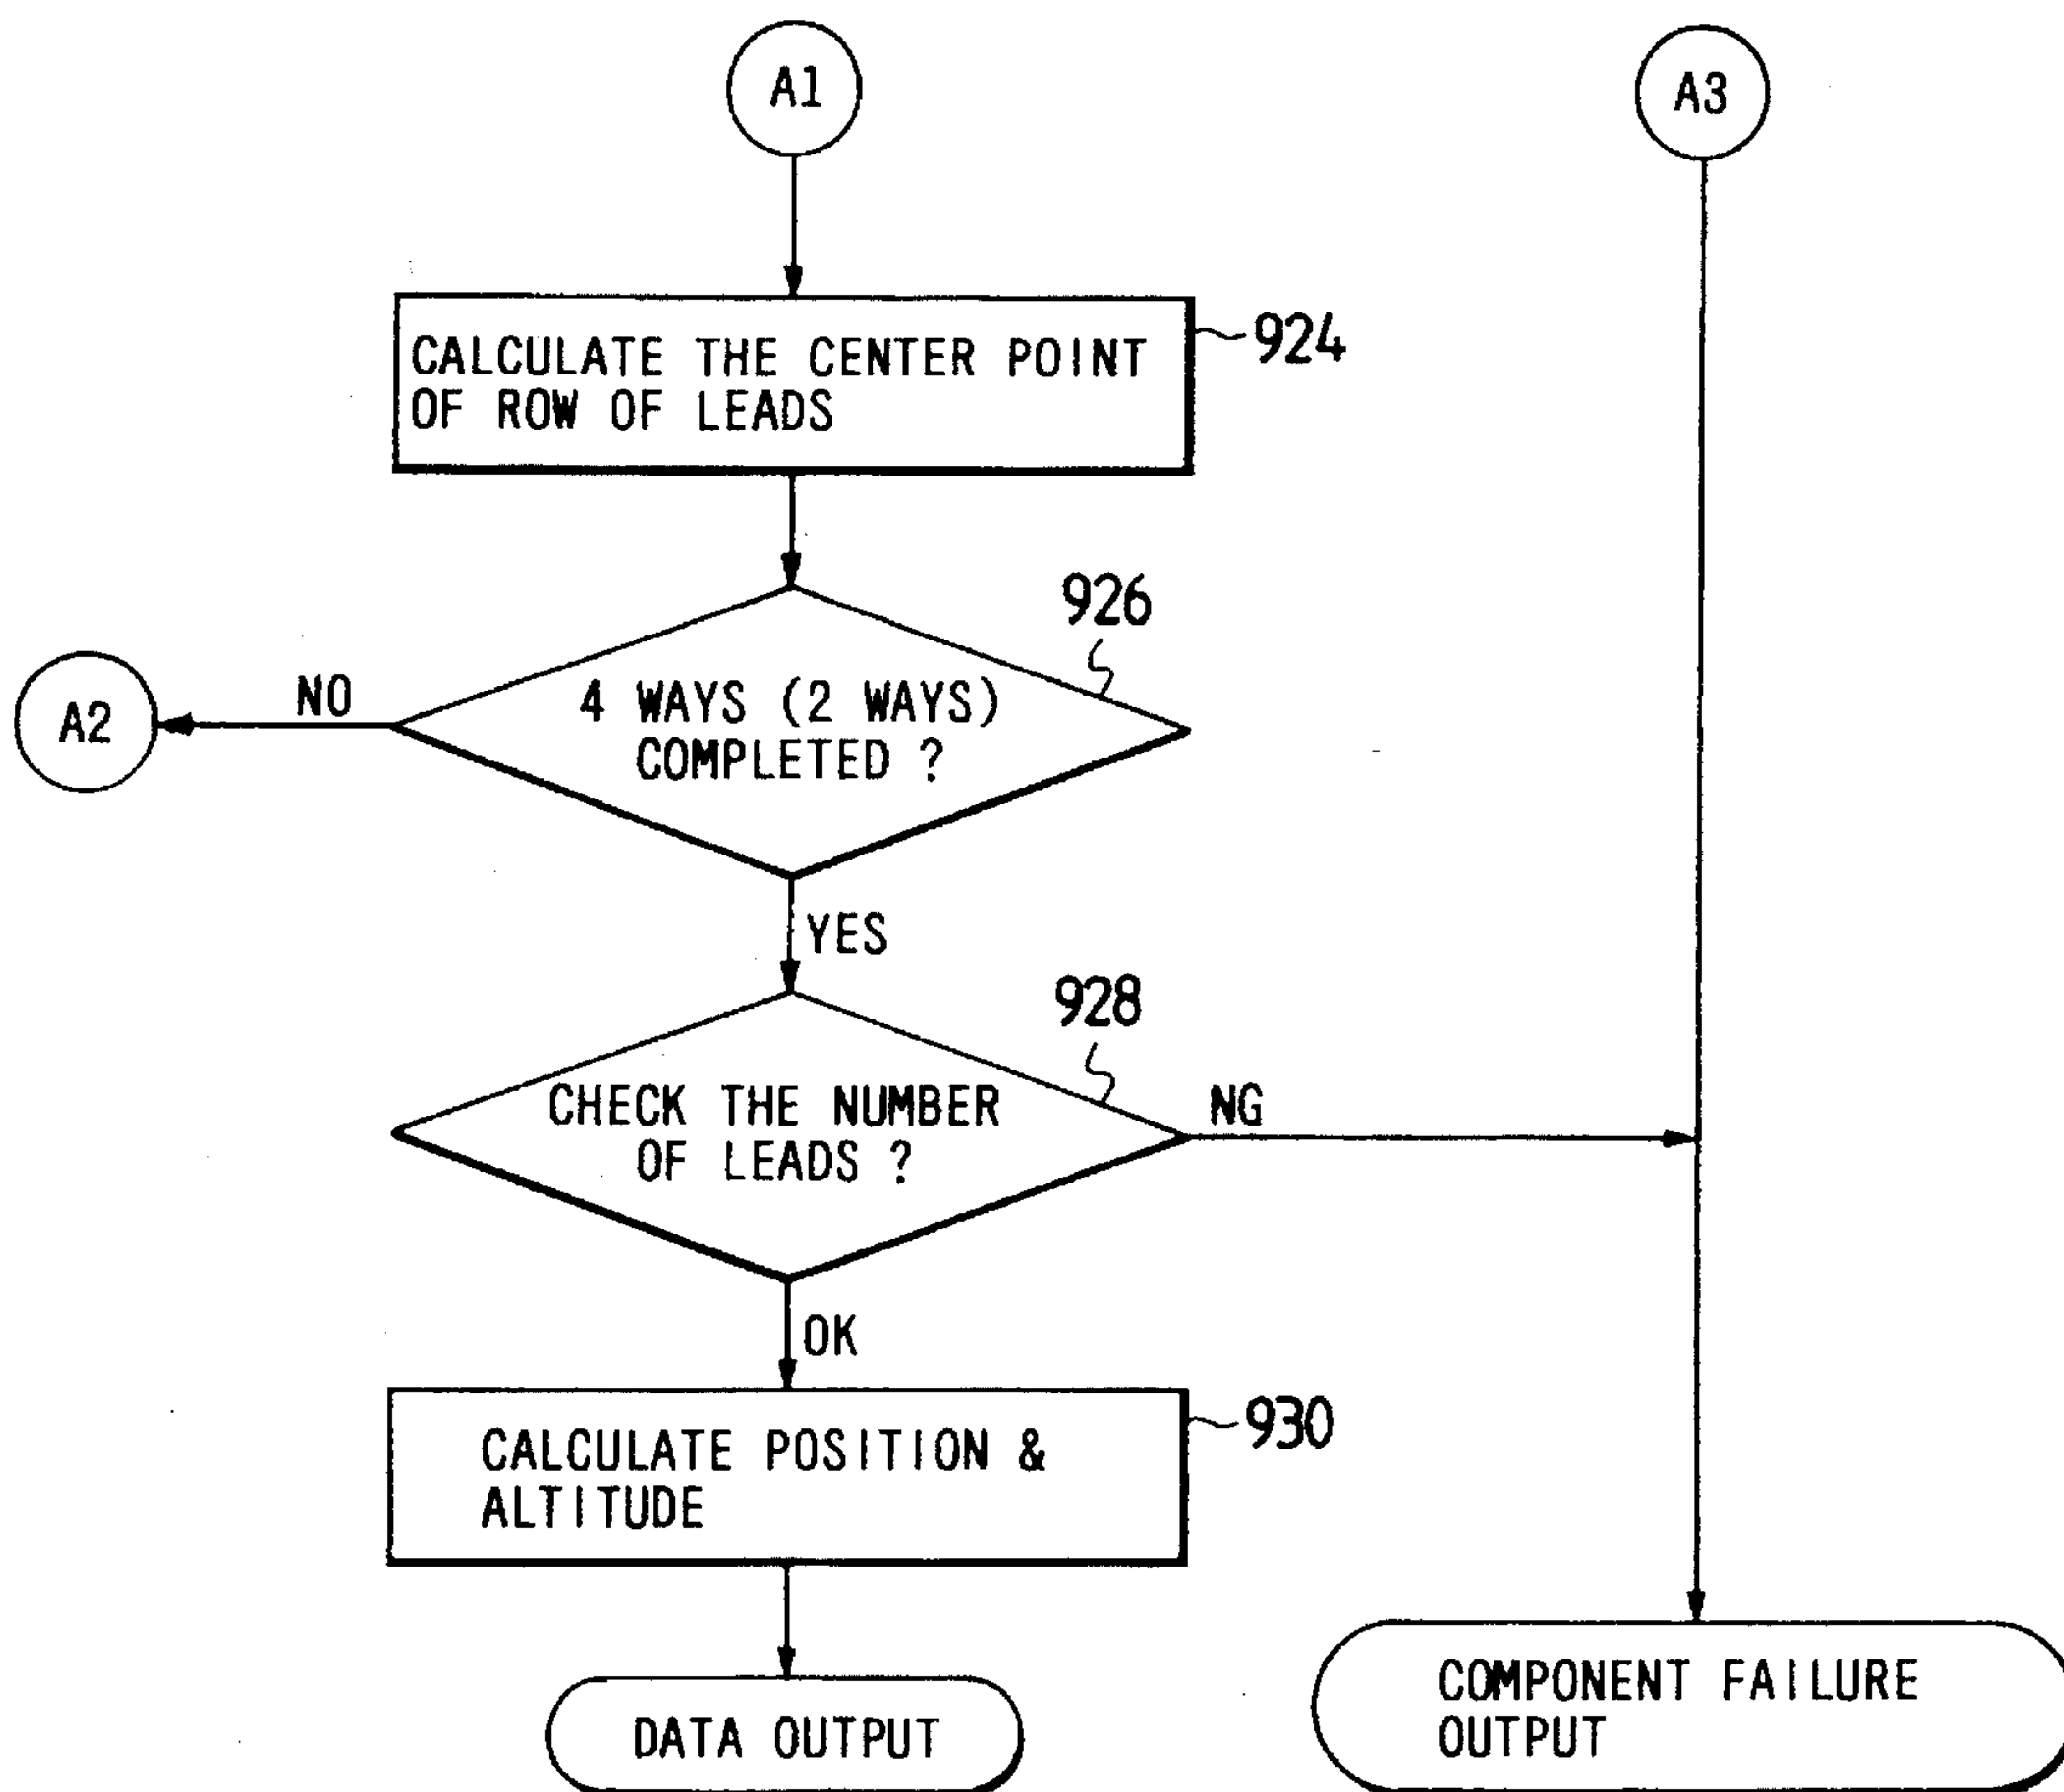 A1
A3
CALCULATE THE CENTER POINT
OF ROW OF LEADS
924
926
4 WAYS (2 WAYS)
COMPLETED ?
NO
A2
YES
928
CHECK THE NUMBER
OF LEADS ?
NG
OK
CALCULATE POSITION &
ALTITUDE
930
DATA OUTPUT
COMPONENT FAILURE
OUTPUT